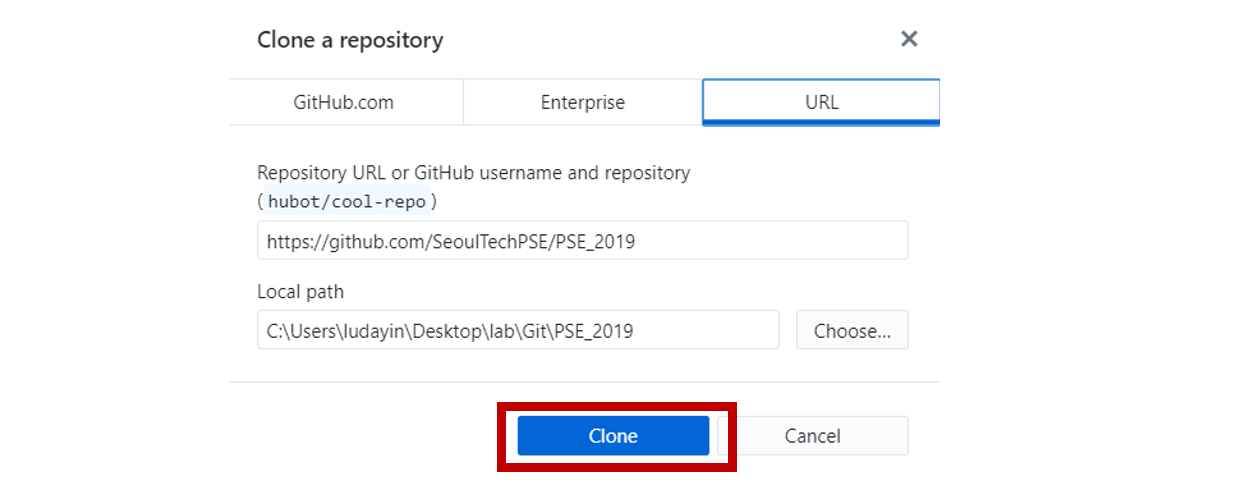 Clone a repository
GitHub.com
Enterprise
URL
Repository URL or GitHub username and repository
(hubot/cool-repo)
https://github.com/SeoulTechPSE/PSE_2019
Local path
C:\Users\ludayin\Desktop\lab\Git\PSE_2019
Choose...
Clone
Cancel